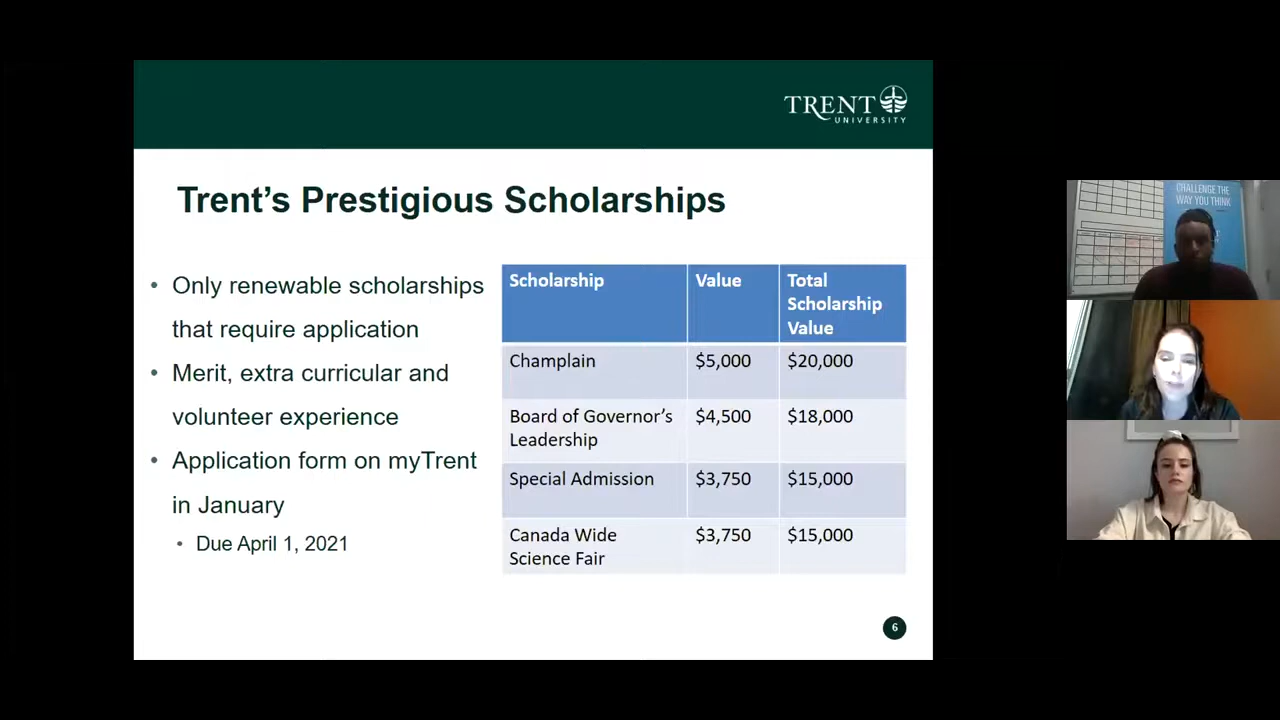 TRENT
UNIVERSITY
Trent's Prestigious Scholarships
• Only renewable scholarships
that require application
• Merit, extra curricular and
volunteer experience
• Application form on myTrent
in January
• Due April 1, 2021
Scholarship Value Total
Scholarship
Value
Champlain $5,000 $20,000
Board of Governor's $4,500 $18,000
Leadership
Special Admission $3,750 $15,000
Canada Wide $3,750 $15,000
Science Fair
6
CHALLENGE THE
WAY YOU THINK